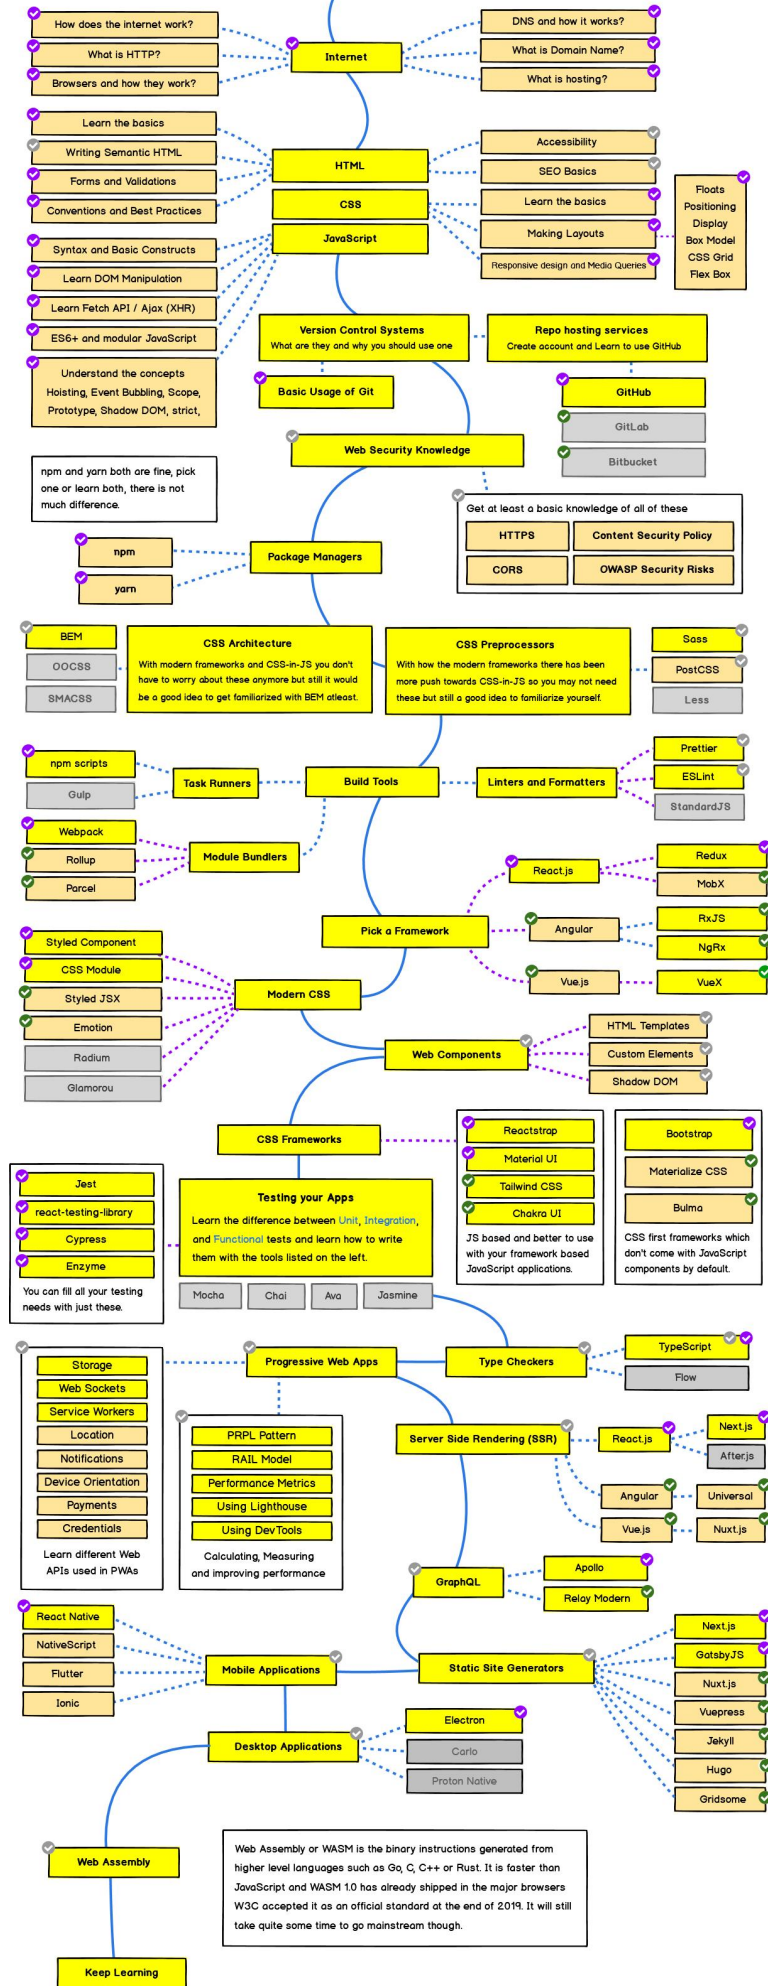 How does the internet work?
What is HTTP?
Browsers and how they work?
Internet
DNS and how it works?
What is Domain Name?
What is hosting?
Learn the basics
Writing Semantic HTML
Forms and Validations
Conventions and Best Practices
HTML
CSS
JavaScript
Accessibility
SEO Basics
Learn the basics
Making Layouts
Responsive design and Media Queries
Floats
Positioning
Display
Box Model
CSS Grid
Flex Box
Syntax and Basic Constructs
Learn DOM Manipulation
Learn Fetch API / Ajax (XHR)
ES6+ and modular JavaScript
Understand the concepts
Hoisting, Event Bubbling, Scope,
Prototype, Shadow DOM, strict,
Version Control Systems
What are they and why you should use one
Repo hosting services
Create account and Learn to use GitHub
Basic Usage of Git
GitHub
GitLab
Bitbucket
Web Security Knowledge
npm and yarn both are fine, pick
one or learn both, there is not
much difference.
Get at least a basic knowledge of all of these
HTTPS
Content Security Policy
CORS
OWASP Security Risks
npm
yarn
Package Managers
BEM
OOCSS
SMACSS
CSS Architecture
With modern frameworks and CSS-in-JS you don't
have to worry about these anymore but still it would
be a good idea to get familiarized with BEM atleast.
CSS Preprocessors
With how the modern frameworks there has been
more push towards CSS-in-JS so you may not need
these but still a good idea to familiarize yourself.
Sass
PostCSS
Less
npm scripts
Gulp
Task Runners
Build Tools
Linters and Formatters
Prettier
ESLint
StandardJS
Webpack
Rollup
Parcel
Module Bundlers
Pick a Framework
React.js
Redux
MobX
Angular
RxJS
NgRx
Vue.js
VueX
Styled Component
CSS Module
Styled JSX
Emotion
Radium
Glamorou
Modern CSS
Web Components
HTML Templates
Custom Elements
Shadow DOM
CSS Frameworks
Reactstrap
Material UI
Tailwind CSS
Chakra UI
JS based and better to use
with your framework based
JavaScript applications.
Bootstrap
Materialize CSS
Bulma
CSS first frameworks which
don't come with JavaScript
components by default.
Jest
react-testing-library
Cypress
Enzyme
You can fill all your testing
needs with just these.
Testing your Apps
Learn the difference between Unit, Integration,
and Functional tests and learn how to write
them with the tools listed on the left.
Mocha
Chai
Ava
Jasmine
Storage
Web Sockets
Service Workers
Location
Notifications
Device Orientation
Payments
Credentials
Learn different Web
APIs used in PWAs
Progressive Web Apps
Type Checkers
TypeScript
Flow
PRPL Pattern
RAIL Model
Performance Metrics
Using Lighthouse
Using DevTools
Calculating, Measuring
and improving performance
Server Side Rendering (SSR)
React.js
Next.js
After.js
Angular
Universal
Vue.js
Nuxt.js
GraphQL
Apollo
Relay Modern
React Native
NativeScript
Flutter
Ionic
Mobile Applications
Static Site Generators
Next.js
GatsbyJS
Nuxt.js
Vuepress
Jekyll
Hugo
Gridsome
Desktop Applications
Electron
Carlo
Proton Native
Web Assembly
Web Assembly or WASM is the binary instructions generated from
higher level languages such as Go, C, C++ or Rust. It is faster than
JavaScript and WASM 1.0 has already shipped in the major browsers
W3C accepted it as an official standard at the end of 2019. It will still
take quite some time to go mainstream though.
Keep Learning